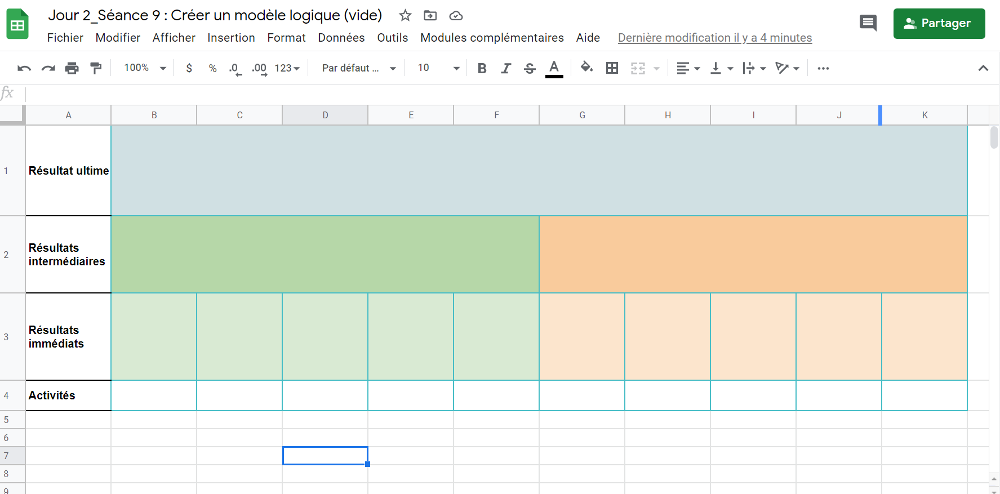 Jour 2_Séance 9 : Créer un modèle logique (vide)
Partager
Fichier Modifier Afficher Insertion Format Données Outils Modules complémentaires Aide Dernière modification il y a 4 minutes
100% $ % .0 .00 123 Par défaut ... 10 B I S A
fx
A B C D E F G H I J K
1 Résultat ultime
2 Résultats
intermédiaires
3 Résultats
immédiats
4 Activités
5
6
7
8
9